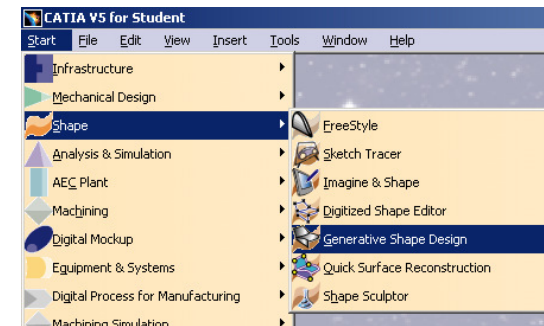 CATIA V5 for Student
Start File Edit View Insert Tools Window Help
Infrastructure
Mechanical Design
Shape
Analysis & Simulation
AEC Plant
Machining
Digital Mockup
Equipment & Systems
Digital Process for Manufacturing
Machining Simulation
FreeStyle
Sketch Tracer
Imagine & Shape
Digitized Shape Editor
Generative Shape Design
Quick Surface Reconstruction
Shape Sculptor